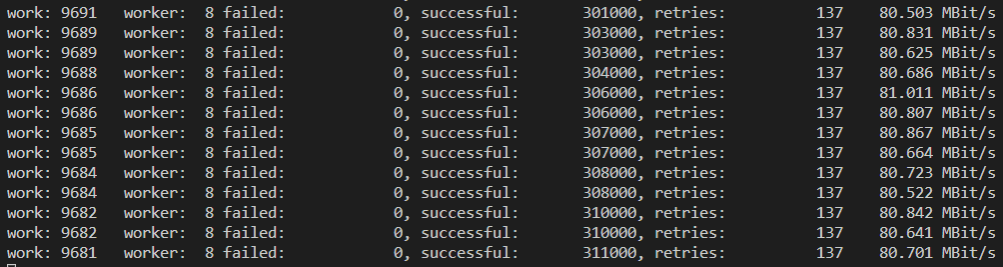 work: 9691 worker: 8 failed: 0, successful: 301000, retries: 137 80.503 MBit/s
work: 9689 worker: 8 failed: 0, successful: 303000, retries: 137 80.831 MBit/s
work: 9689 worker: 8 failed: 0, successful: 303000, retries: 137 80.625 MBit/s
work: 9688 worker: 8 failed: 0, successful: 304000, retries: 137 80.686 MBit/s
work: 9686 worker: 8 failed: 0, successful: 306000, retries: 137 81.011 MBit/s
work: 9686 worker: 8 failed: 0, successful: 306000, retries: 137 80.807 MBit/s
work: 9685 worker: 8 failed: 0, successful: 307000, retries: 137 80.867 MBit/s
work: 9685 worker: 8 failed: 0, successful: 307000, retries: 137 80.664 MBit/s
work: 9684 worker: 8 failed: 0, successful: 308000, retries: 137 80.723 MBit/s
work: 9684 worker: 8 failed: 0, successful: 308000, retries: 137 80.522 MBit/s
work: 9682 worker: 8 failed: 0, successful: 310000, retries: 137 80.842 MBit/s
work: 9682 worker: 8 failed: 0, successful: 310000, retries: 137 80.641 MBit/s
work: 9681 worker: 8 failed: 0, successful: 311000, retries: 137 80.701 MBit/s